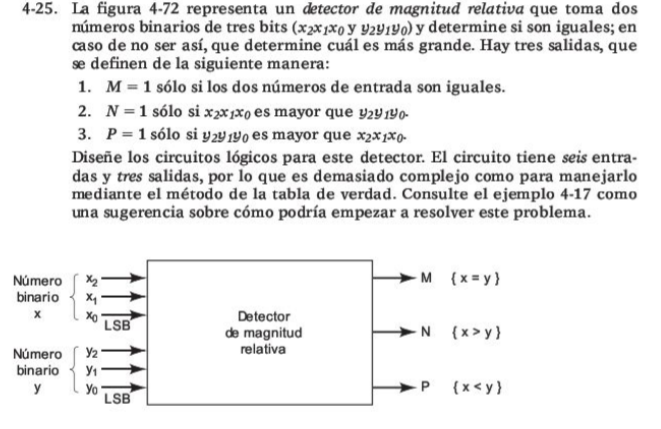 4-25. La figura 4-72 representa un detector de magnitud relativa que toma dos
números binarios de tres bits (x₂x₁x₀ y y₂y₁y₀) y determine si son iguales; en
caso de no ser así, que determine cuál es más grande. Hay tres salidas, que
se definen de la siguiente manera:
1. M = 1 sólo si los dos números de entrada son iguales.
2. N = 1 sólo si x₂x₁x₀ es mayor que y₂y₁y₀.
3. P = 1 sólo si y₂y₁y₀ es mayor que x₂x₁x₀.
Diseñe los circuitos lógicos para este detector. El circuito tiene seis entra-
das y tres salidas, por lo que es demasiado complejo como para manejarlo
mediante el método de la tabla de verdad. Consulte el ejemplo 4-17 como
una sugerencia sobre cómo podría empezar a resolver este problema.
Número
binario
x
x₂
x₁
x₀
LSB
Número
binario
y
y₂
y₁
y₀
LSB
Detector
de magnitud
relativa
M { x = y }
N { x > y }
P { x < y }